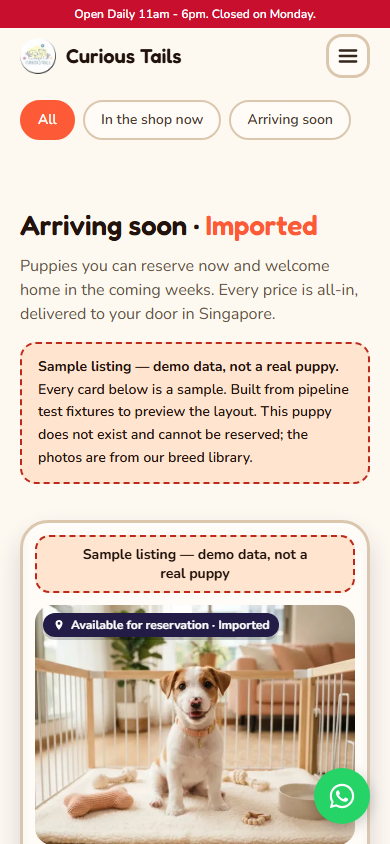 Open Daily 11am - 6pm. Closed on Monday.
Curious Tails
All
In the shop now
Arriving soon
Arriving soon · Imported
Puppies you can reserve now and welcome
home in the coming weeks. Every price is all-in,
delivered to your door in Singapore.
Sample listing — demo data, not a real puppy.
Every card below is a sample. Built from pipeline
test fixtures to preview the layout. This puppy
does not exist and cannot be reserved; the
photos are from our breed library.
Sample listing — demo data, not a
real puppy
Available for reservation · Imported